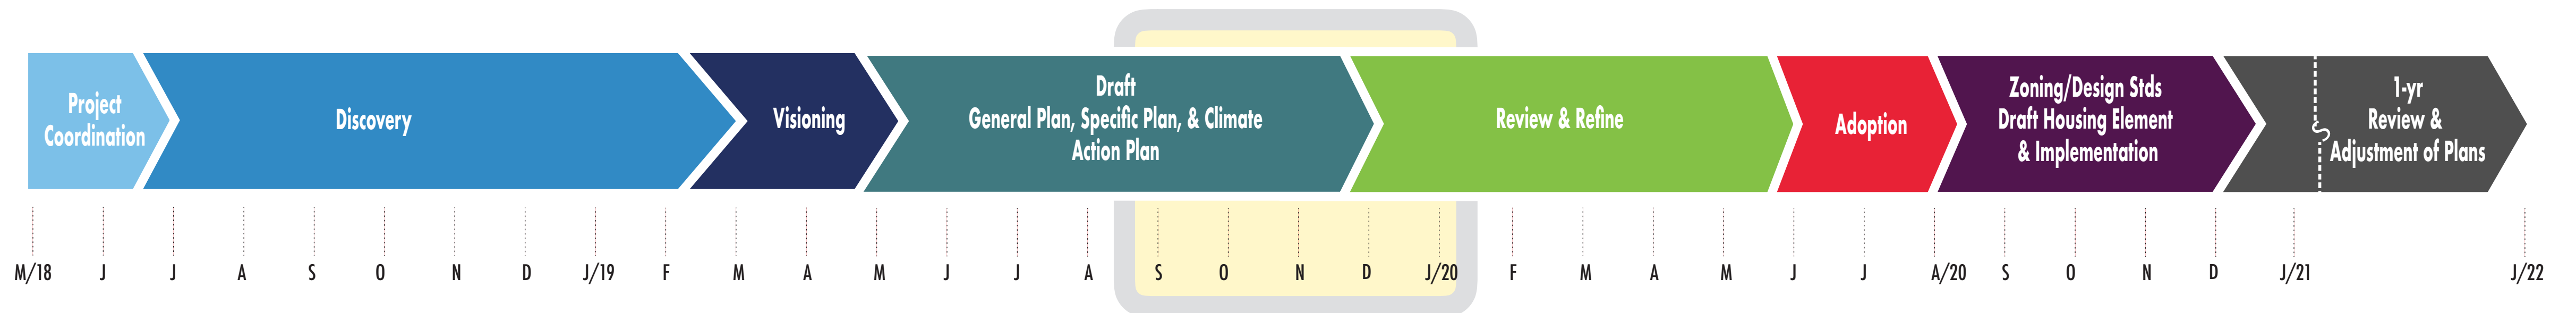 Project
Coordination
Discovery
Visioning
Draft
General Plan, Specific Plan, & Climate
Action Plan
Review & Refine
Adoption
Zoning/Design Stds
Draft Housing Element
& Implementation
1-yr
Review &
Adjustment of Plans
M/18 J J A S O N D J/19 F M A M J J A S O N D J/20 F M A M J J A/20 S O N D J/21 J/22